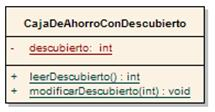 CajaDeAhorroConDescubierto
- descubierto: int
+ leerDescubierto() : int
+ modificarDescubierto(int) : void